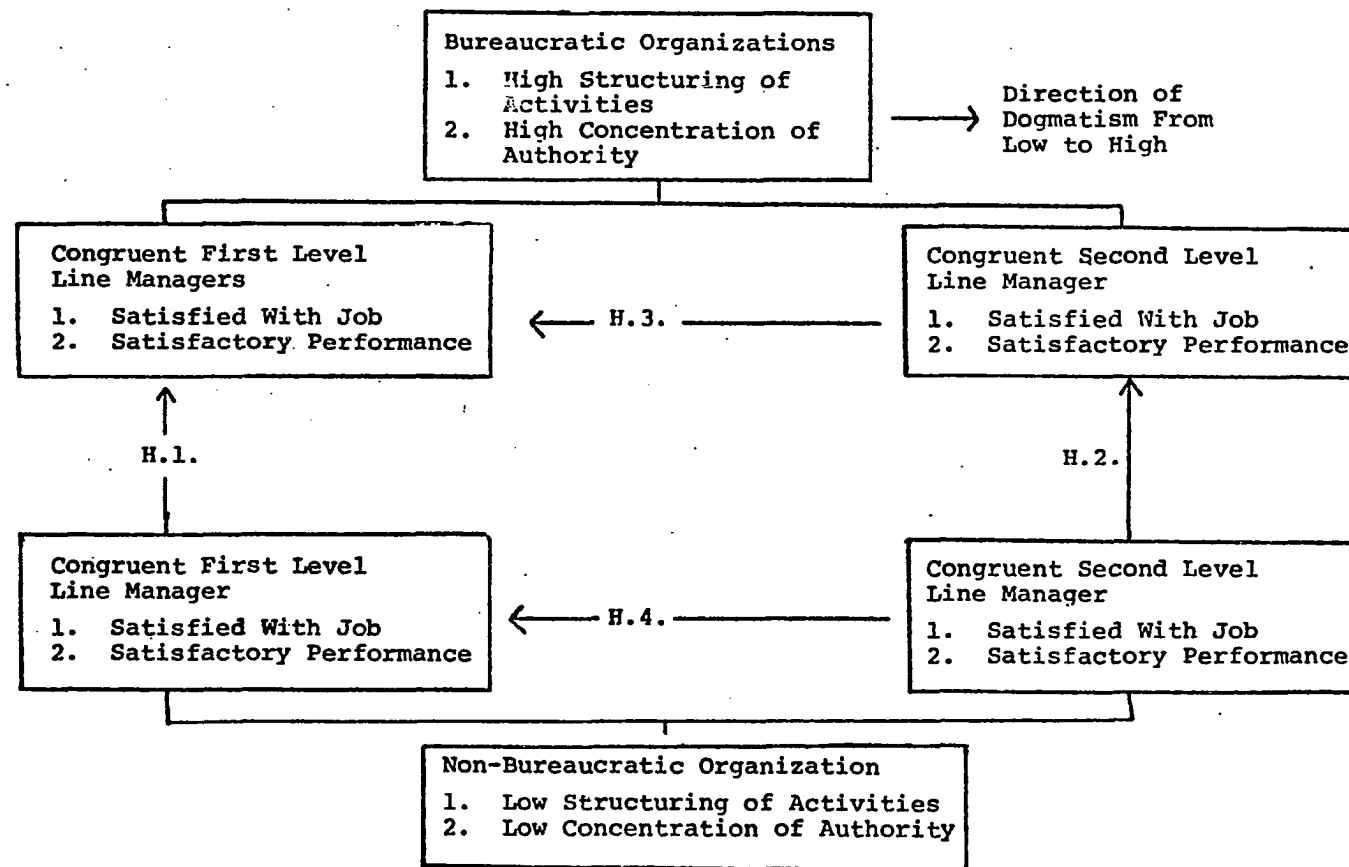 Bureaucratic Organizations
1. High Structuring of
Activities
2. High Concentration of
Authority
Direction of
Dogmatism From
Low to High
Congruent First Level
Line Managers
1. Satisfied With Job
2. Satisfactory Performance
H.3.
Congruent Second Level
Line Manager
1. Satisfied With Job
2. Satisfactory Performance
H.1.
H.2.
Congruent First Level
Line Manager
1. Satisfied With Job
2. Satisfactory Performance
H.4.
Congruent Second Level
Line Manager
1. Satisfied With Job
2. Satisfactory Performance
Non-Bureaucratic Organization
1. Low Structuring of Activities
2. Low Concentration of Authority